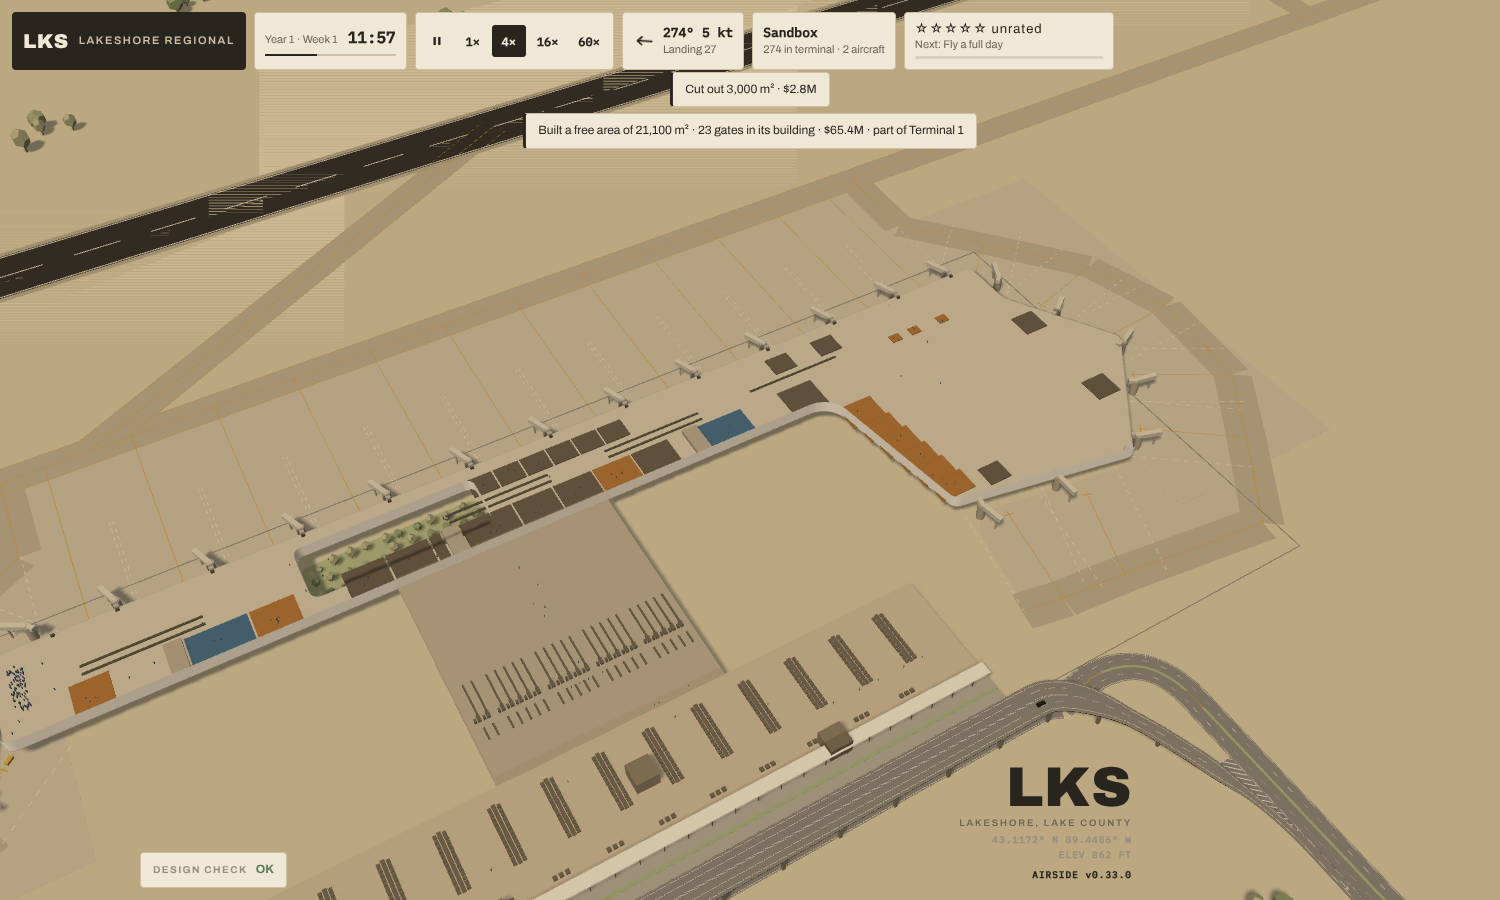 LKS LAKESHORE REGIONAL
Year 1 · Week 1 11:57
1× 4× 16× 60×
274° 5 kt
Landing 27
Sandbox
274 in terminal · 2 aircraft
☆☆☆☆☆ unrated
Next: Fly a full day
Cut out 3,000 m² · $2.8M
Built a free area of 21,100 m² · 23 gates in its building · $65.4M · part of Terminal 1
LKS
LAKESHORE, LAKE COUNTY
43.1172° N 89.4486° W
ELEV 862 FT
AIRSIDE v0.33.0
DESIGN CHECK OK